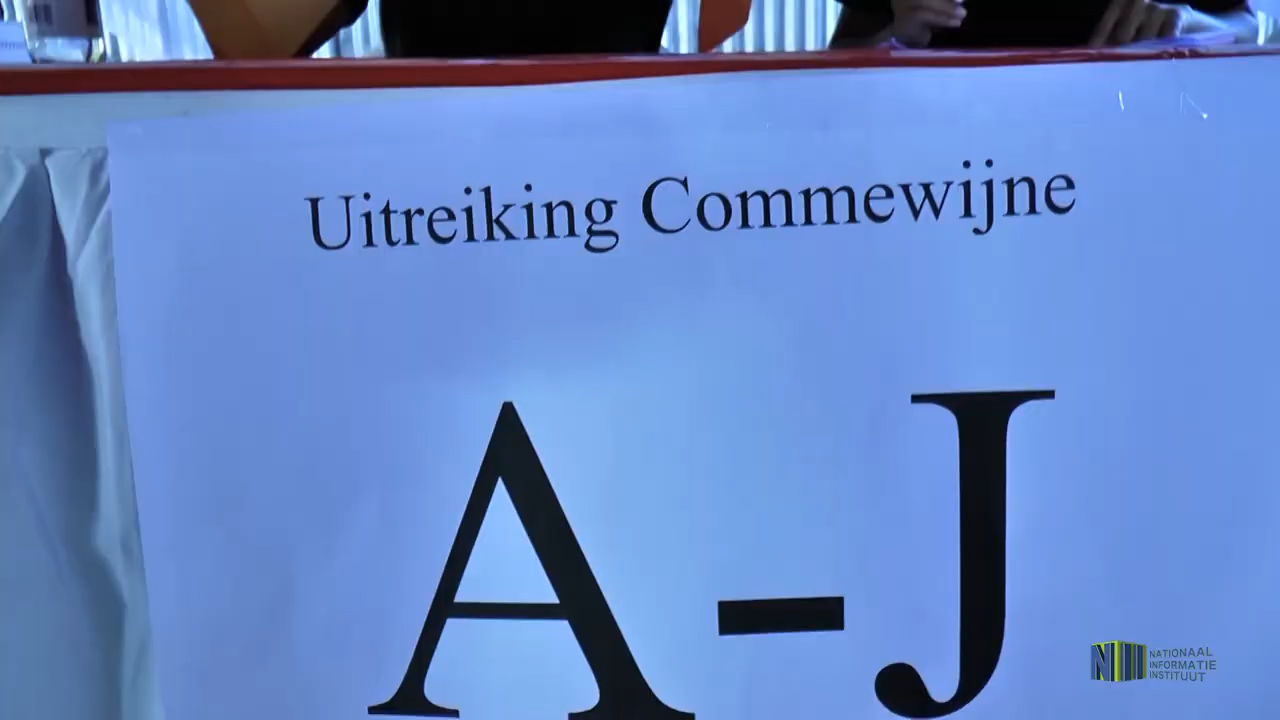 Uitreiking Commewijne
A - J
NATIONAAL
INFORMATIE
INSTITUUT